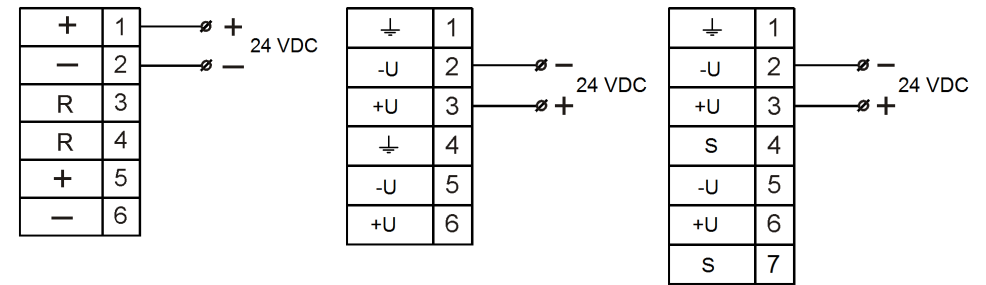 + 1 +
24 VDC
− 2 −
R 3
R 4
+ 5
− 6
⏚ 1
-U 2 −
24 VDC
+U 3 +
⏚ 4
-U 5
+U 6
⏚ 1
-U 2 −
24 VDC
+U 3 +
S 4
-U 5
+U 6
S 7